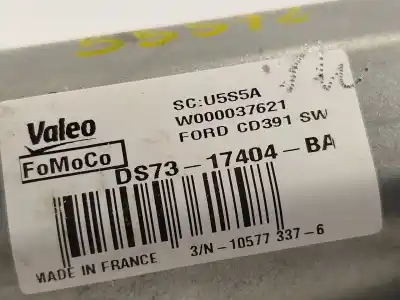 SC:U5S5A
W000037621
FORD CD391 SW
Valeo
FoMoCo
DS73-17404-BA
MADE IN FRANCE
3/N-10577 337-6